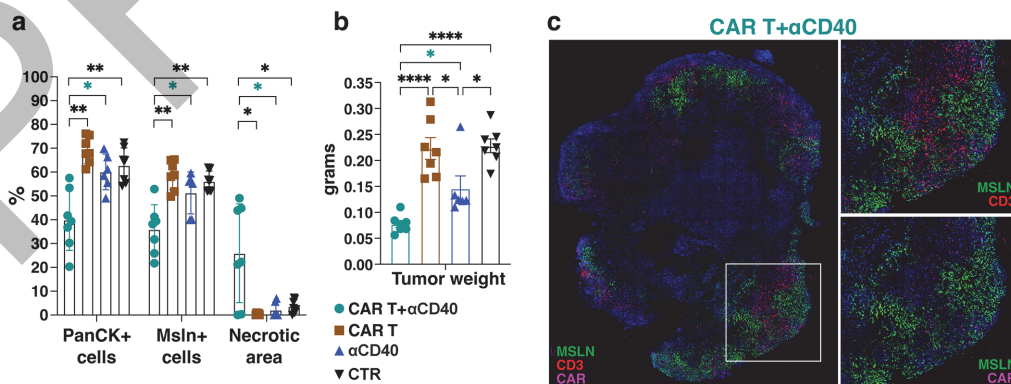 a
b
c
CAR T+αCD40
** ** *
* * *
** ** *
100
90
80
70
60
50
40
30
20
10
0
%
PanCK+
cells
Msln+
cells
Necrotic
area
****
*
**** * *
0.35
0.30
0.25
0.20
0.15
0.10
0.05
0.00
grams
Tumor weight
CAR T+αCD40
CAR T
αCD40
CTR
MSLN
CD3
CAR
MSLN
CD3
MSLN
CAR